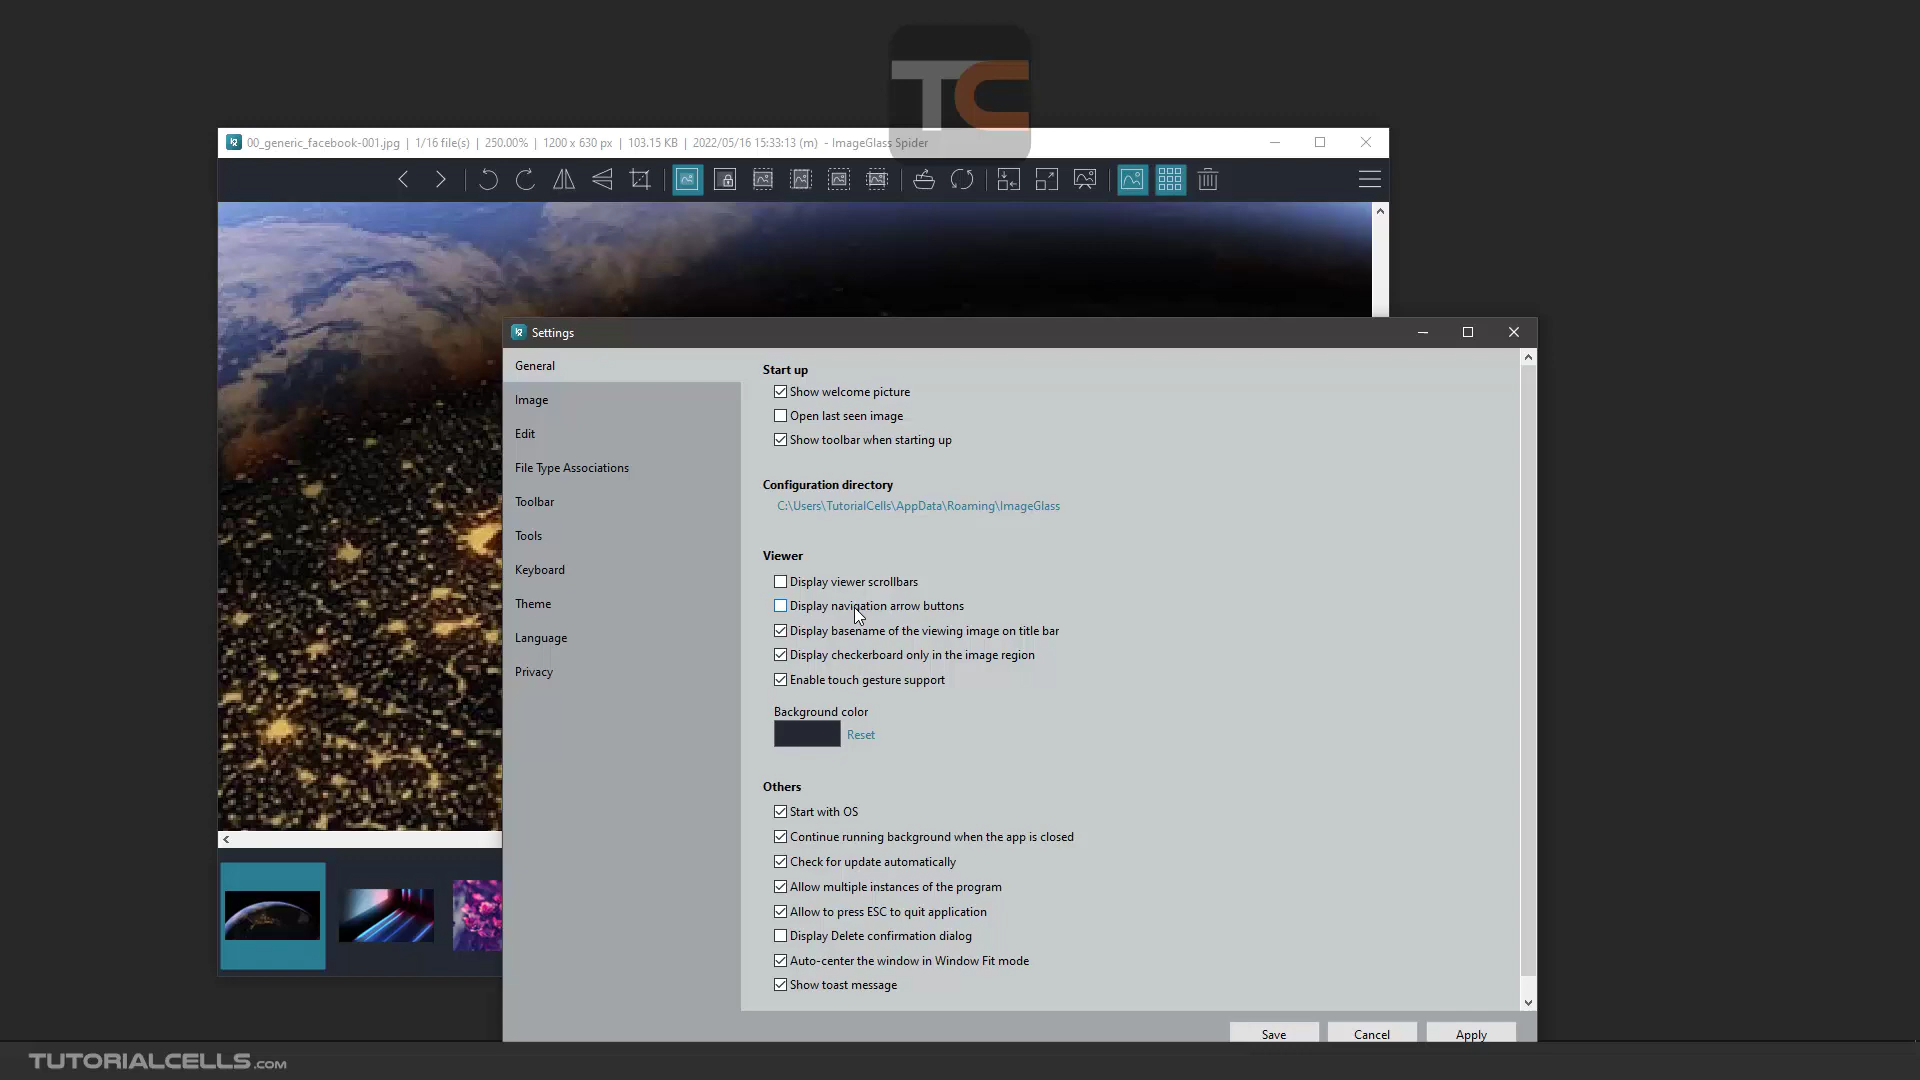 TC
00_generic_facebook-001.jpg | 1/16 file(s) | 250.00% | 1200 x 630 px | 103.15 KB | 2022/05/16 15:33:13 (m) - ImageGlass Spider
Settings
General
Image
Edit
File Type Associations
Toolbar
Tools
Keyboard
Theme
Language
Privacy
Start up
Show welcome picture
Open last seen image
Show toolbar when starting up
Configuration directory
C:\Users\TutorialCells\AppData\Roaming\ImageGlass
Viewer
Display viewer scrollbars
Display navigation arrow buttons
Display basename of the viewing image on title bar
Display checkerboard only in the image region
Enable touch gesture support
Background color
Reset
Others
Start with OS
Continue running background when the app is closed
Check for update automatically
Allow multiple instances of the program
Allow to press ESC to quit application
Display Delete confirmation dialog
Auto-center the window in Window Fit mode
Show toast message
Save Cancel Apply
TUTORIALCELLS.COM